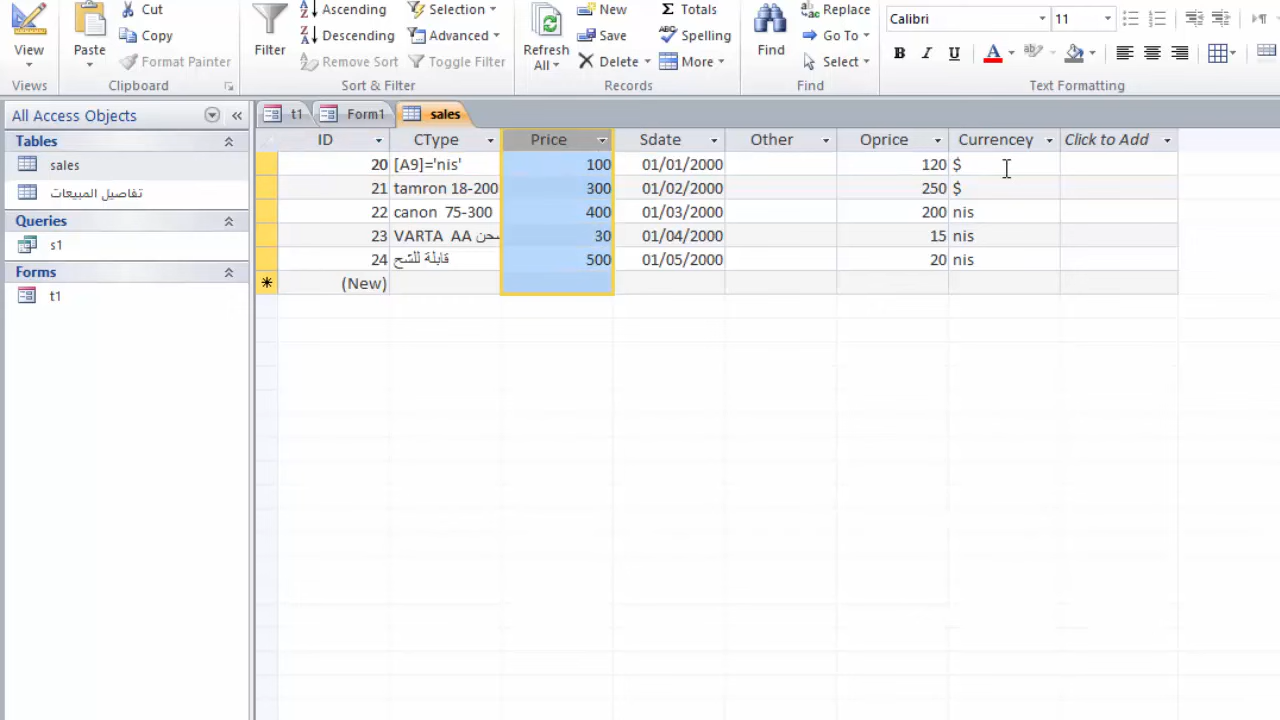 Cut
Ascending
Selection
New
Totals
Replace
Calibri
11
Copy
Descending
Advanced
Save
Spelling
Go To
View
Paste
Format Painter
Filter
Remove Sort
Toggle Filter
Refresh All
Delete
More
Find
Select
B I U A ab
Views
Clipboard
Sort & Filter
Records
Find
Text Formatting
All Access Objects
t1
Form1
sales
Tables
ID CType Price Sdate Other Oprice Currencey Click to Add
sales
20 [A9]='nis' 100 01/01/2000 120 $
تفاصيل المبيعات
21 tamron 18-200 300 01/02/2000 250 $
Queries
22 canon 75-300 400 01/03/2000 200 nis
s1
23 VARTA AA 30 01/04/2000 15 nis
Forms
24 قابلة للشح 500 01/05/2000 20 nis
t1
(New)